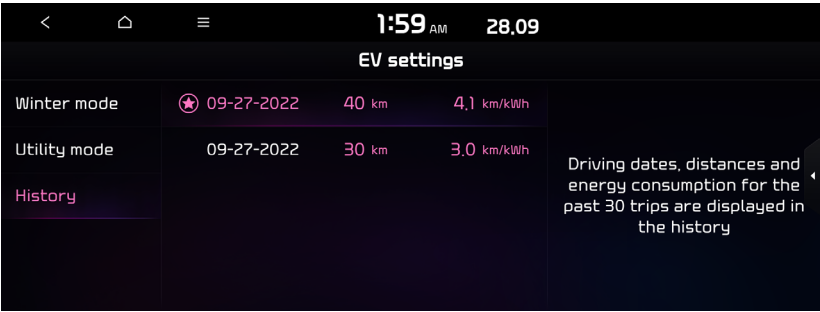 1:59 AM 28.09
EV settings
Winter mode
09-27-2022 40 km 4.1 km/kWh
Utility mode
09-27-2022 30 km 3.0 km/kWh
History
Driving dates, distances and
energy consumption for the
past 30 trips are displayed in
the history